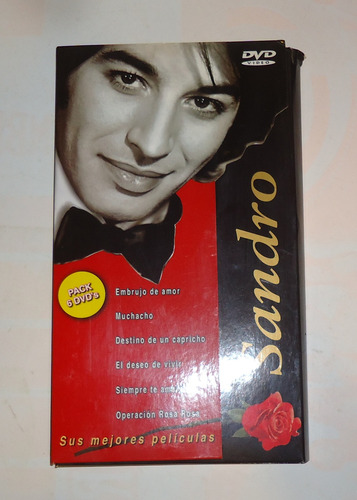 DVD
VIDEO
Sandro
PACK
6 DVD'S
Embrujo de amor
Muchacho
Destino de un capricho
El deseo de vivir
Siempre te amaré
Operación Rosa Rosa
Sus mejores películas